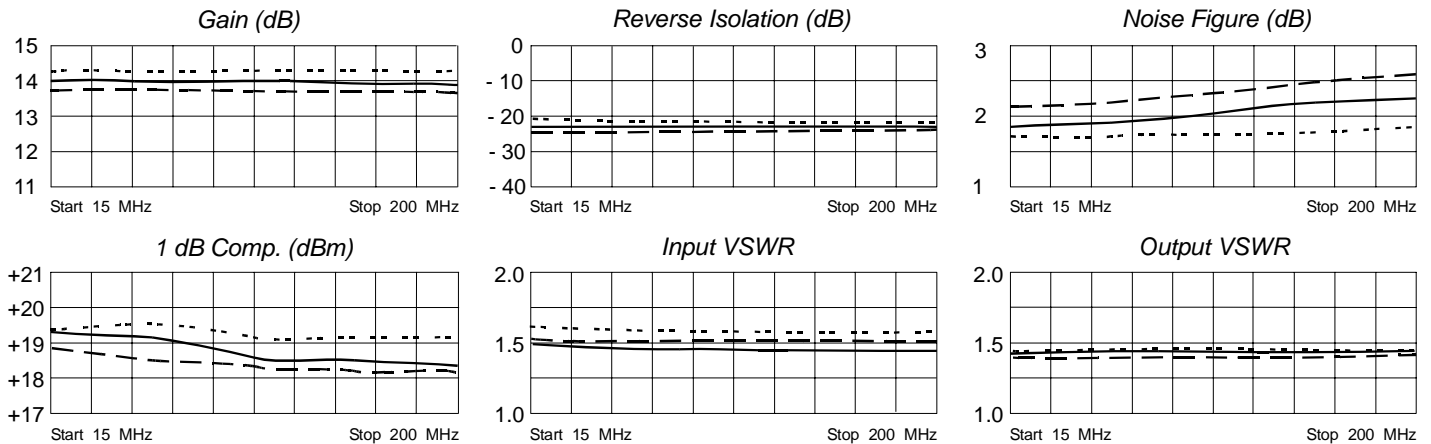 Gain (dB)
15
14
13
12
11
Start 15 MHz
Stop 200 MHz
Reverse Isolation (dB)
0
- 10
- 20
- 30
- 40
Start 15 MHz
Stop 200 MHz
Noise Figure (dB)
3
2
1
Start 15 MHz
Stop 200 MHz
1 dB Comp. (dBm)
+21
+20
+19
+18
+17
Start 15 MHz
Stop 200 MHz
Input VSWR
2.0
1.5
1.0
Start 15 MHz
Stop 200 MHz
Output VSWR
2.0
1.5
1.0
Start 15 MHz
Stop 200 MHz